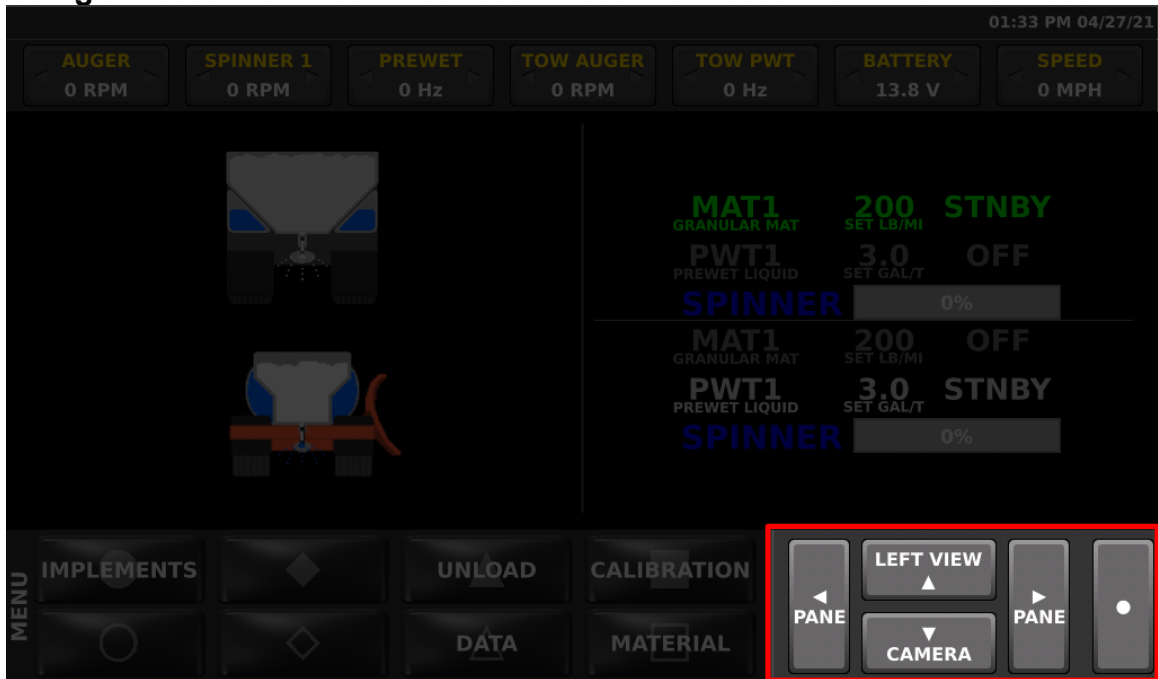 01:33 PM 04/27/21
AUGER SPINNER 1 PREWET TOW AUGER TOW PWT BATTERY SPEED
0 RPM 0 RPM 0 Hz 0 RPM 0 Hz 13.8 V 0 MPH
MAT1 200 STNBY
GRANULAR MAT SET LB/MI
PWT1 3.0 OFF
PREWET LIQUID SET GAL/T
SPINNER 0%
MAT1 200 OFF
GRANULAR MAT SET LB/MI
PWT1 3.0 STNBY
PREWET LIQUID SET GAL/T
SPINNER 0%
MENU
IMPLEMENTS UNLOAD CALIBRATION
DATA MATERIAL
LEFT VIEW
PANE PANE
CAMERA